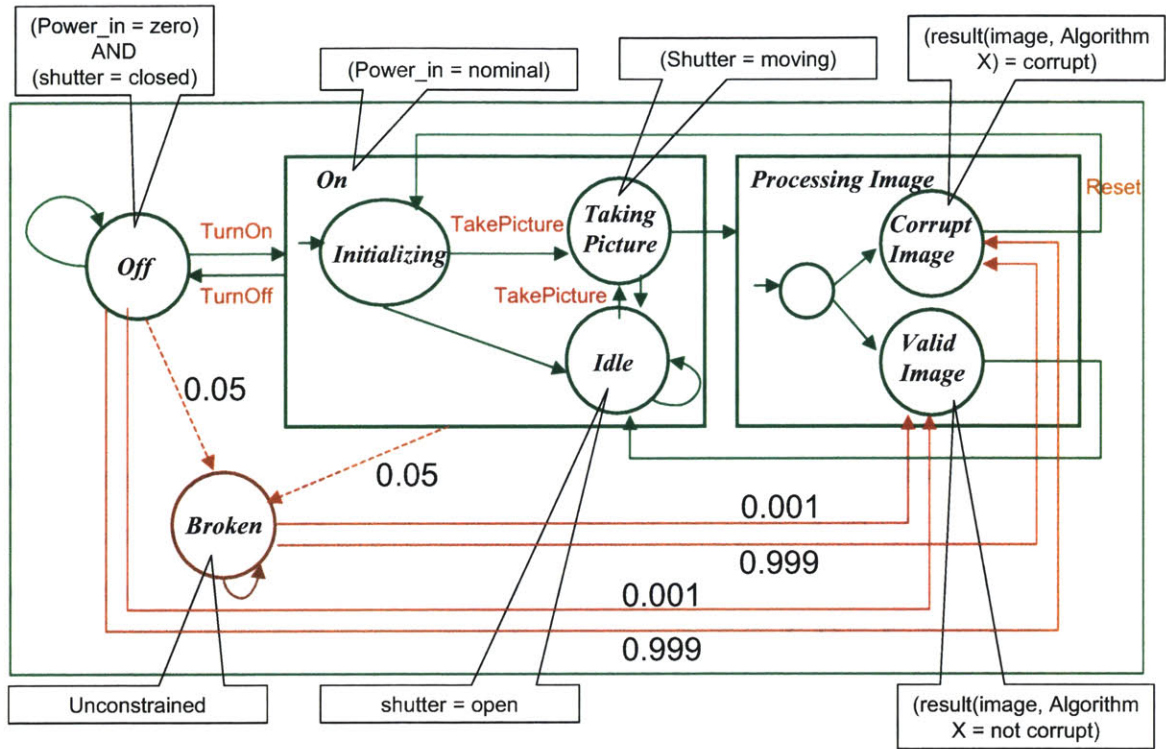 (Power_in = zero)
AND
(shutter = closed)
(Power_in = nominal)
(Shutter = moving)
(result(image, Algorithm
X) = corrupt)
On
Processing Image
Reset
TurnOn
Off
TurnOff
Initializing
TakePicture
Taking
Picture
TakePicture
Idle
Corrupt
Image
Valid
Image
0.05
0.05
Broken
0.001
0.999
0.001
0.999
Unconstrained
shutter = open
(result(image, Algorithm
X = not corrupt)